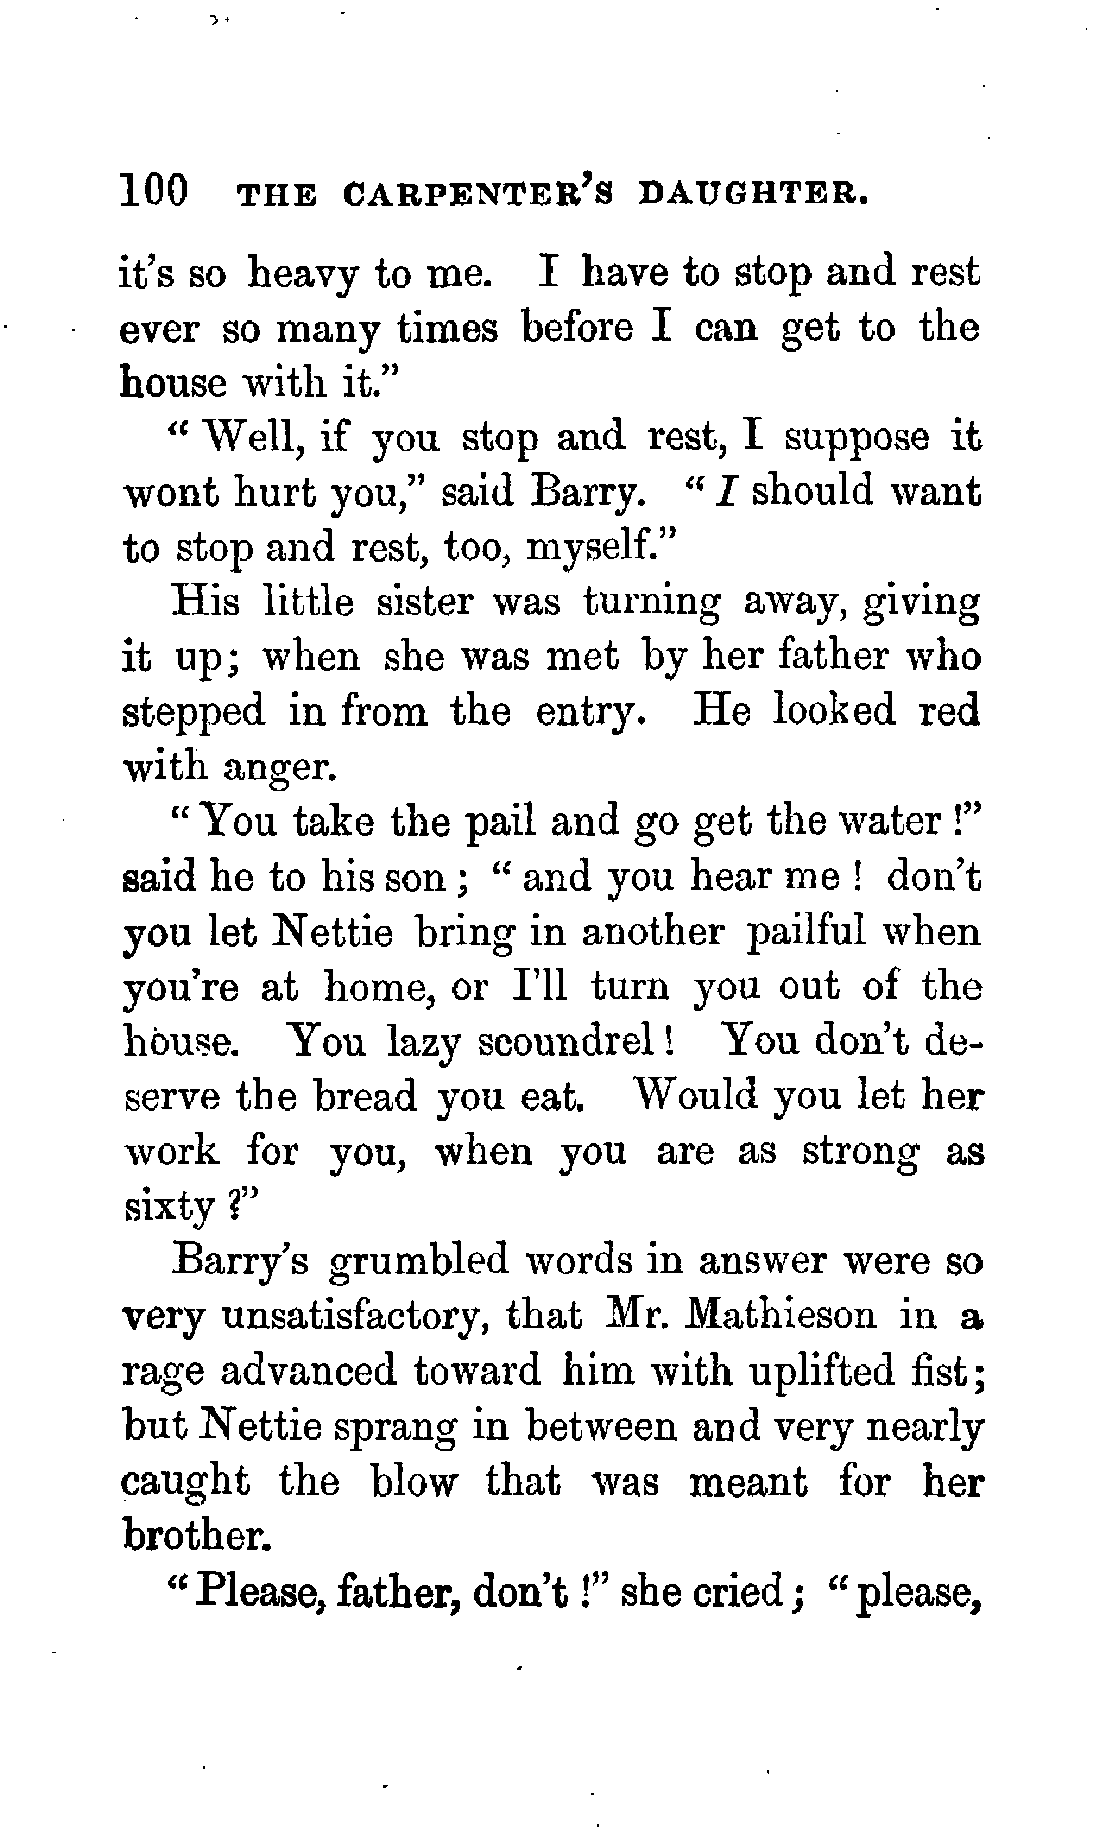 100 THE CARPENTER'S DAUGHTER.
it's so heavy to me. I have to stop and rest
ever so many times before I can get to the
house with it."
"Well, if you stop and rest, I suppose it
wont hurt you," said Barry. "I should want
to stop and rest, too, myself."
His little sister was turning away, giving
it up; when she was met by her father who
stepped in from the entry. He looked red
with anger.
"You take the pail and go get the water!"
said he to his son; "and you hear me! don't
you let Nettie bring in another pailful when
you're at home, or I'll turn you out of the
house. You lazy scoundrel! You don't de-
serve the bread you eat. Would you let her
work for you, when you are as strong as
sixty?"
Barry's grumbled words in answer were so
very unsatisfactory, that Mr. Mathieson in a
rage advanced toward him with uplifted fist;
but Nettie sprang in between and very nearly
caught the blow that was meant for her
brother.
"Please, father, don't!" she cried; "please,